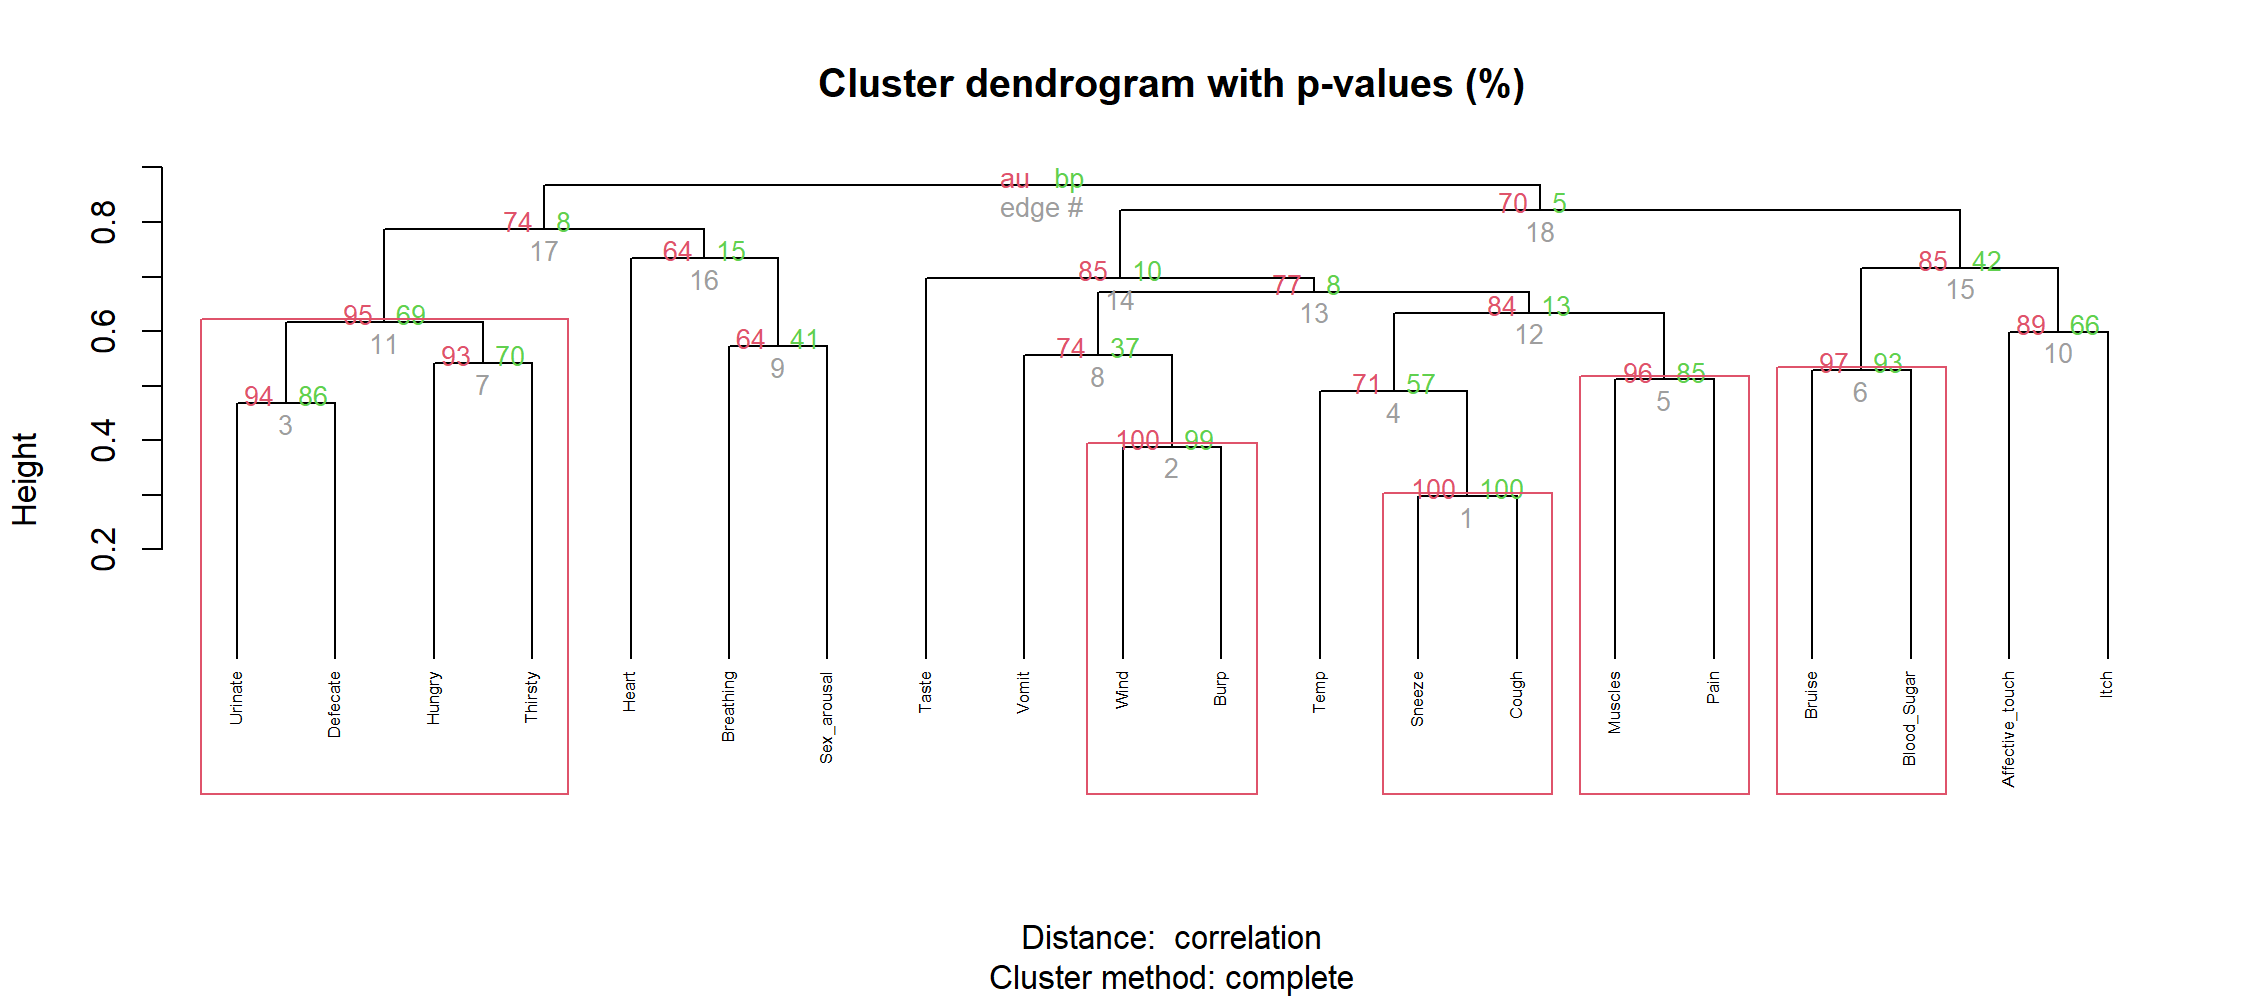 Cluster dendrogram with p-values (%)
au bp
edge #
70 5
18
74 8
17
64 15
16
85 10
14
77 8
13
85 42
15
95 69
11
84 13
12
89 66
10
64 41
9
74 37
8
93 70
7
97 93
6
96 85
5
71 57
4
94 86
3
100 99
2
100 100
1
Height
0.2 0.4 0.6 0.8
Urinate
Defecate
Hungry
Thirsty
Heart
Breathing
Sex_arousal
Taste
Vomit
Wind
Burp
Temp
Sneeze
Cough
Muscles
Pain
Bruise
Blood_Sugar
Affective_touch
Itch
Distance: correlation
Cluster method: complete